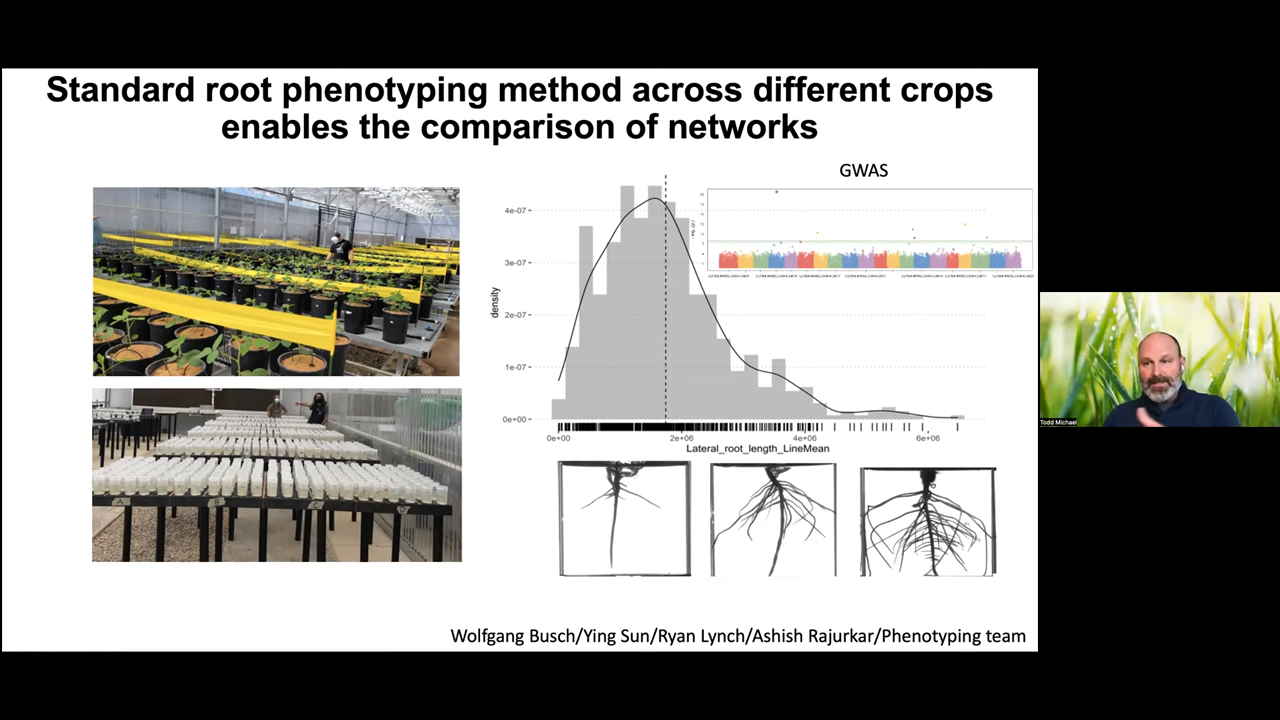 Standard root phenotyping method across different crops
enables the comparison of networks
GWAS
4e-07
3e-07
2e-07
1e-07
0e+00
density
0e+00 2e+06 4e+06 6e+06
Lateral_root_length_LineMean
Wolfgang Busch/Ying Sun/Ryan Lynch/Ashish Rajurkar/Phenotyping team
Todd Michael